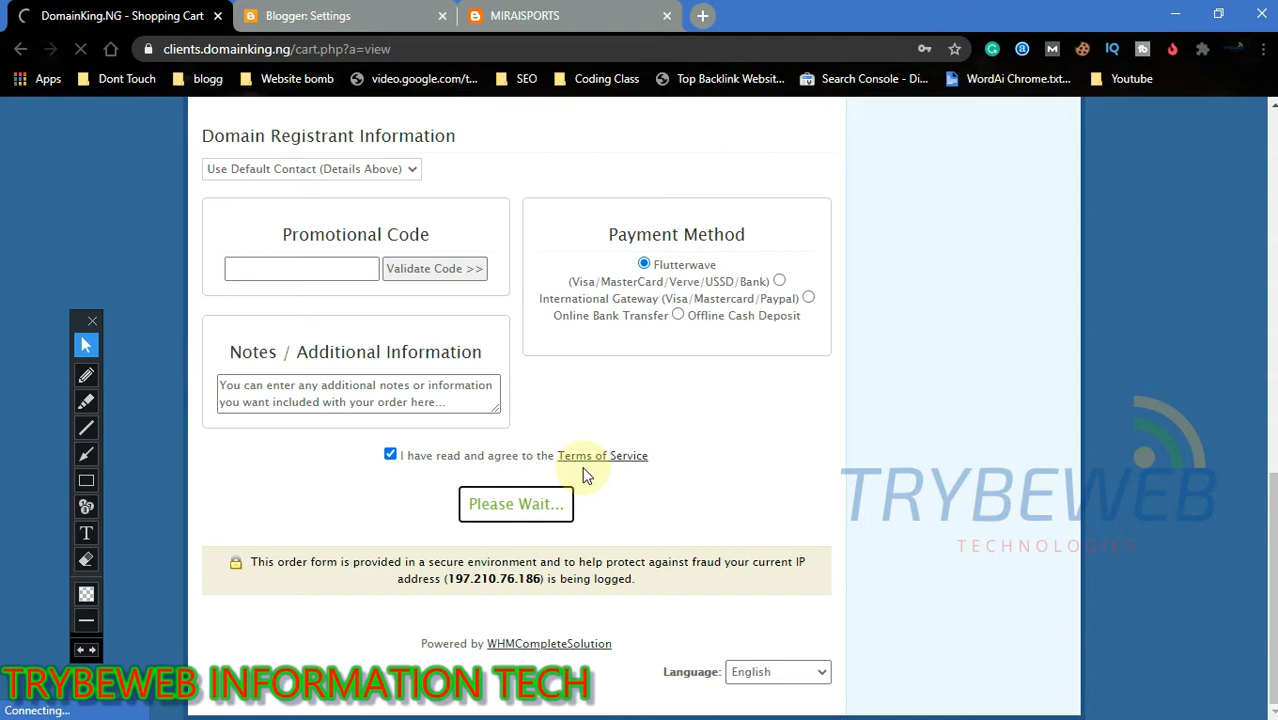 DomainKing.NG - Shopping Cart
Blogger: Settings
MIRAISPORTS
clients.domainking.ng/cart.php?a=view
Apps
Dont Touch
blogg
Website bomb
video.google.com/t...
SEO
Coding Class
Top Backlink Websit...
Search Console - Di...
WordAi Chrome.txt...
Youtube
Domain Registrant Information
Use Default Contact (Details Above)
Promotional Code
Validate Code >>
Payment Method
Flutterwave
(Visa/MasterCard/Verve/USSD/Bank)
International Gateway (Visa/Mastercard/Paypal)
Online Bank Transfer Offline Cash Deposit
Notes / Additional Information
You can enter any additional notes or information
you want included with your order here...
I have read and agree to the Terms of Service
Please Wait...
This order form is provided in a secure environment and to help protect against fraud your current IP
address (197.210.76.186) is being logged.
Powered by WHMCompleteSolution
Language: English
TRYBEWEB
TECHNOLOGIES
TRYBEWEB INFORMATION TECH
Connecting...